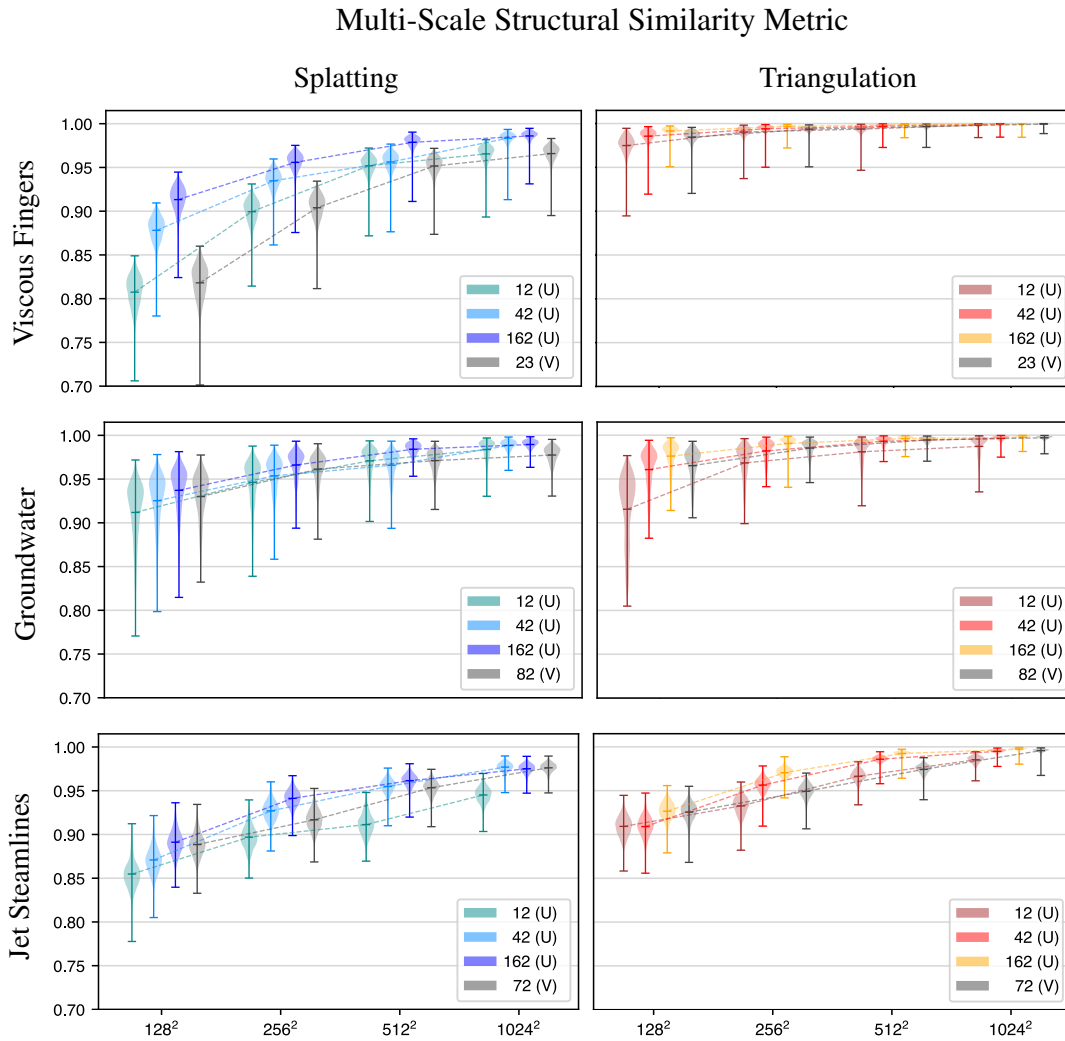 Multi-Scale Structural Similarity Metric
Splatting
Triangulation
Viscous Fingers
1.00
0.95
0.90
0.85
0.80
0.75
0.70
12 (U)
42 (U)
162 (U)
23 (V)
12 (U)
42 (U)
162 (U)
23 (V)
Groundwater
1.00
0.95
0.90
0.85
0.80
0.75
0.70
12 (U)
42 (U)
162 (U)
82 (V)
12 (U)
42 (U)
162 (U)
82 (V)
Jet Steamlines
1.00
0.95
0.90
0.85
0.80
0.75
0.70
12 (U)
42 (U)
162 (U)
72 (V)
12 (U)
42 (U)
162 (U)
72 (V)
128² 256² 512² 1024²
128² 256² 512² 1024²